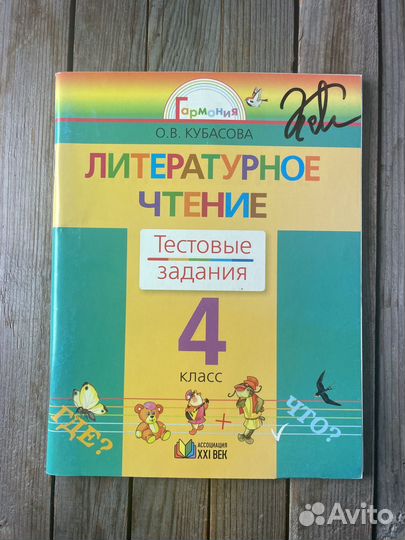 Гармония
О.В. КУБАСОВА
ЛИТЕРАТУРНОЕ
ЧТЕНИЕ
Тестовые
задания
4
класс
ГДЕ?
+
ЧТО?
АССОЦИАЦИЯ
XXI ВЕК
Avito